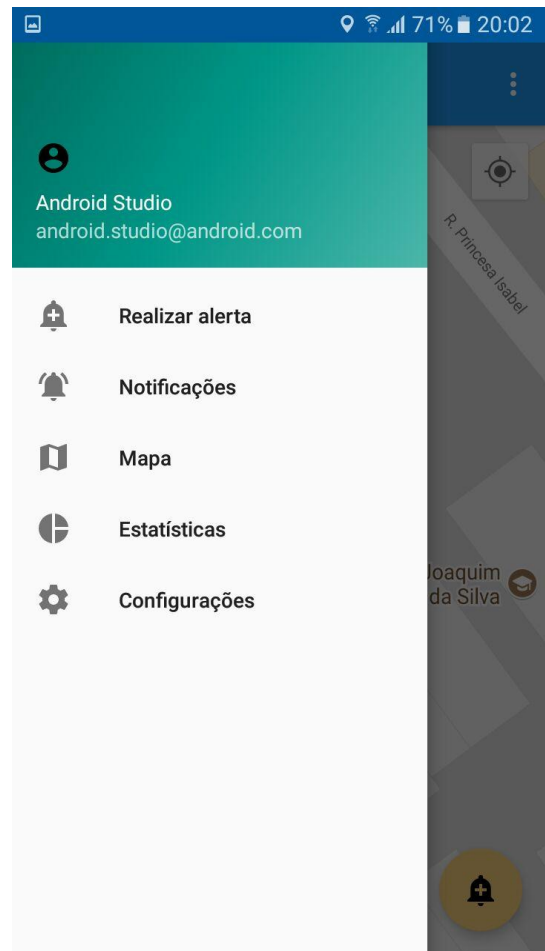 71% 20:02
Android Studio
android.studio@android.com
R. Princesa Isabel
Realizar alerta
Notificações
Mapa
Estatísticas
Joaquim
da Silva
Configurações